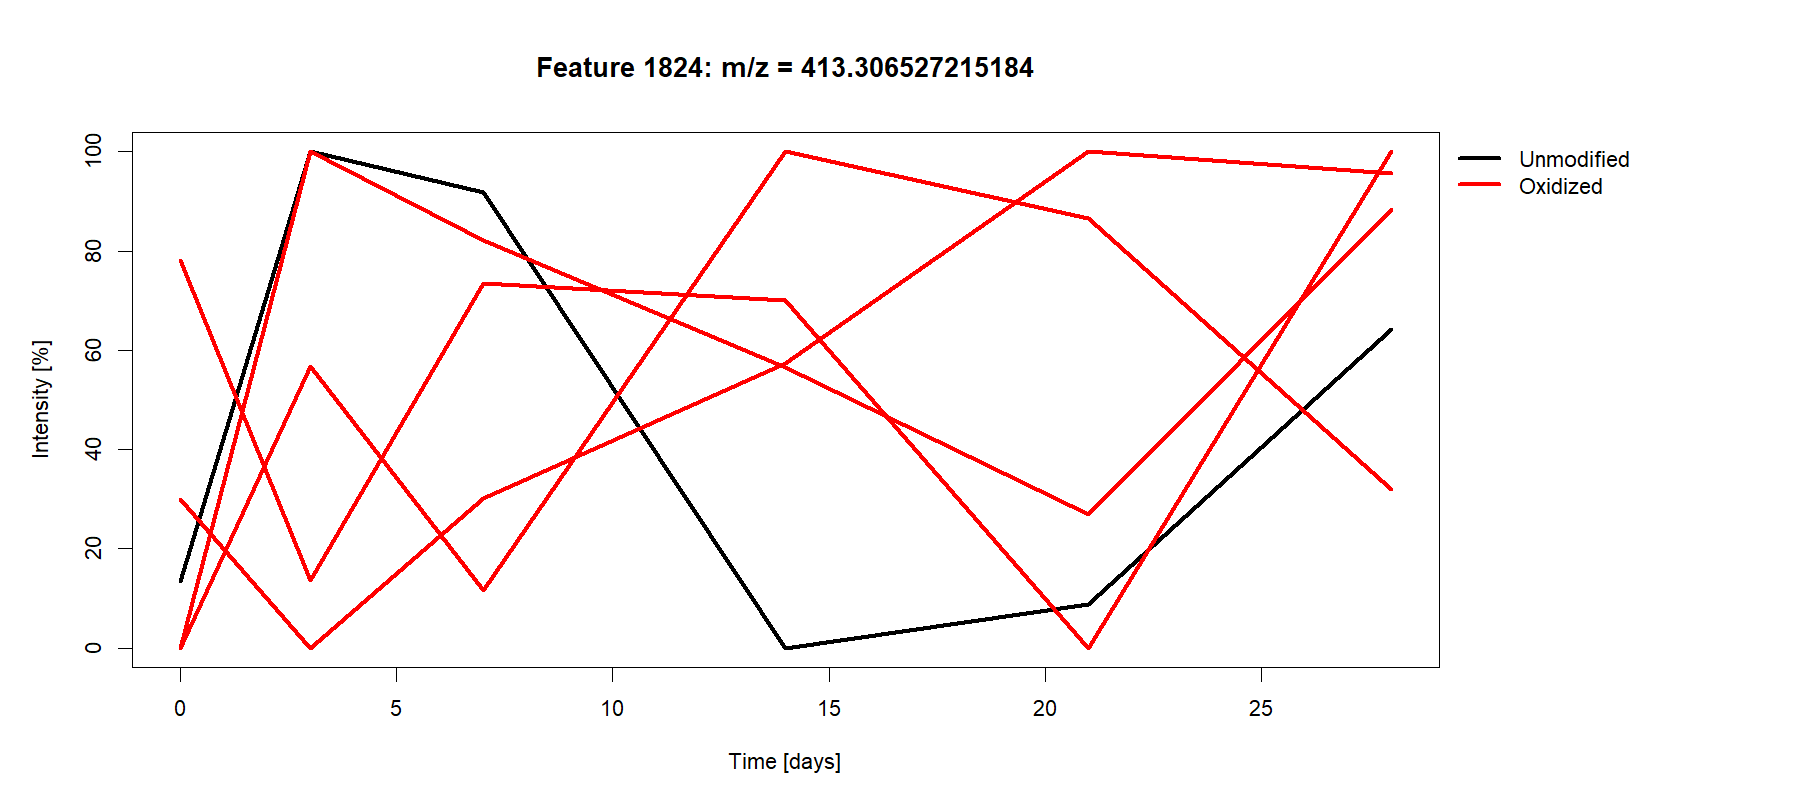 Feature 1824: m/z = 413.306527215184
Unmodified
Oxidized
Intensity [%]
100
80
60
40
20
0
0 5 10 15 20 25
Time [days]